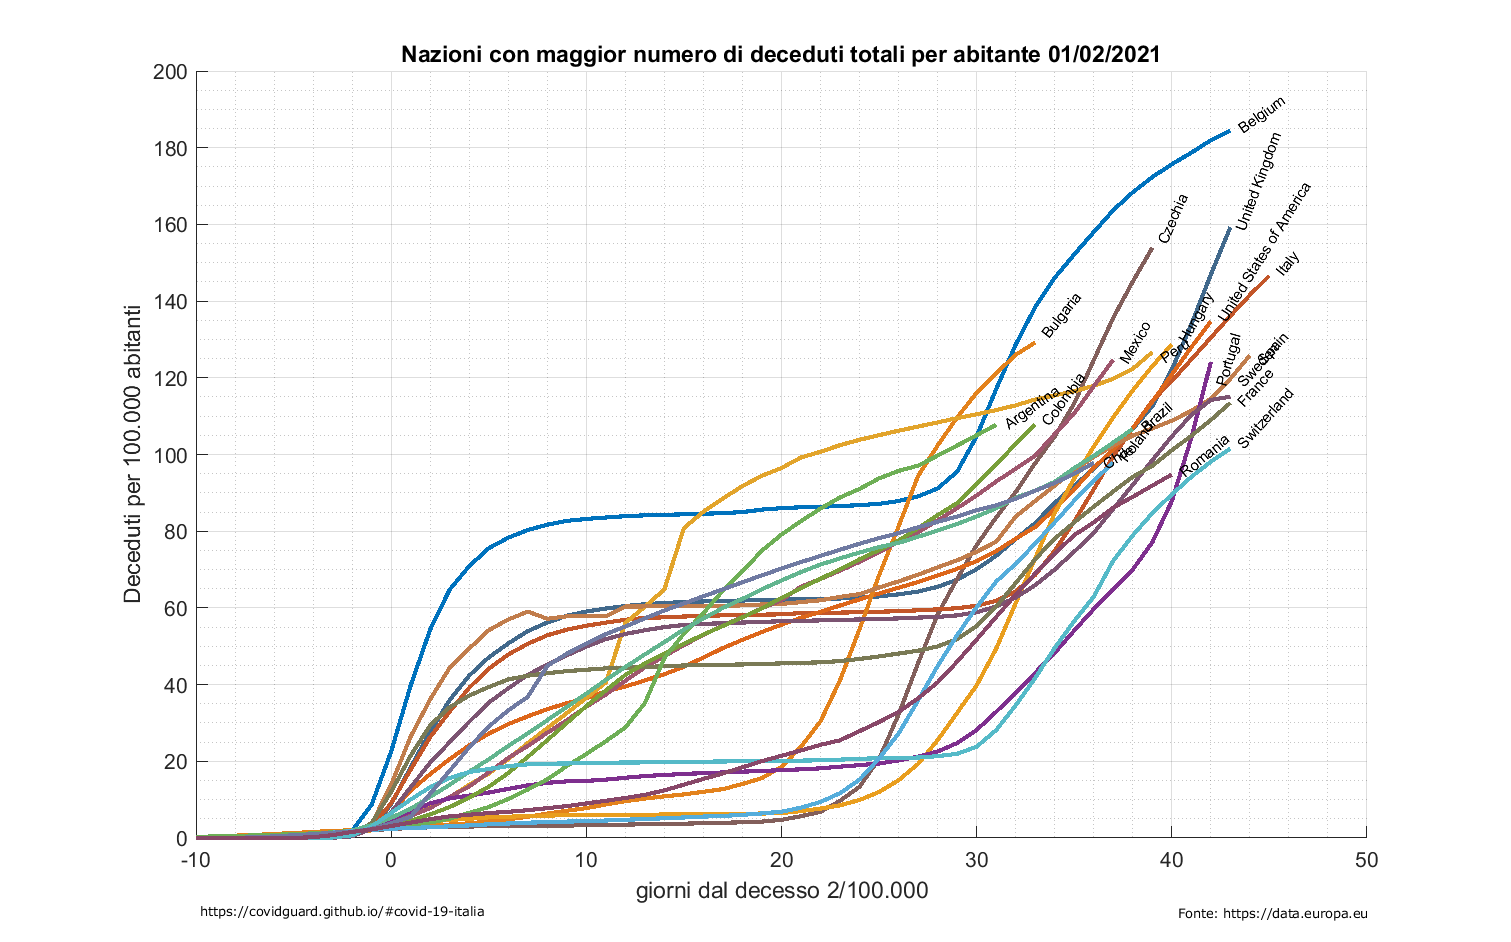 Nazioni con maggior numero di deceduti totali per abitante 01/02/2021
Deceduti per 100.000 abitanti
200
180
160
140
120
100
80
60
40
20
0
Belgium
United Kingdom
Czechia
United States of America
Italy
Bulgaria
Hungary
Mexico
Perù
Portugal
Spain
Sweden
France
Argentina
Colombia
Brazil
Switzerland
Poland
Chile
Romania
-10
0
10
20
30
40
50
giorni dal decesso 2/100.000
https://covidguard.github.io/#covid-19-italia
Fonte: https://data.europa.eu